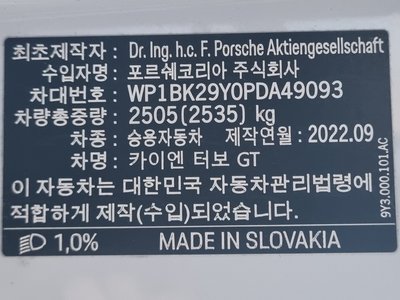 최초제작자 : Dr. Ing. h.c. F. Porsche Aktiengesellschaft
수입자명 : 포르쉐코리아 주식회사
차대번호 : WP1BK29Y0PDA49093
차량총중량 : 2505(2535) kg
차종 : 승용자동차 제작연월 : 2022.09
차명 : 카이엔 터보 GT
이 자동차는 대한민국 자동차관리법령에
적합하게 제작(수입)되었습니다.
1,0% MADE IN SLOVAKIA
9Y3.000.101.AC